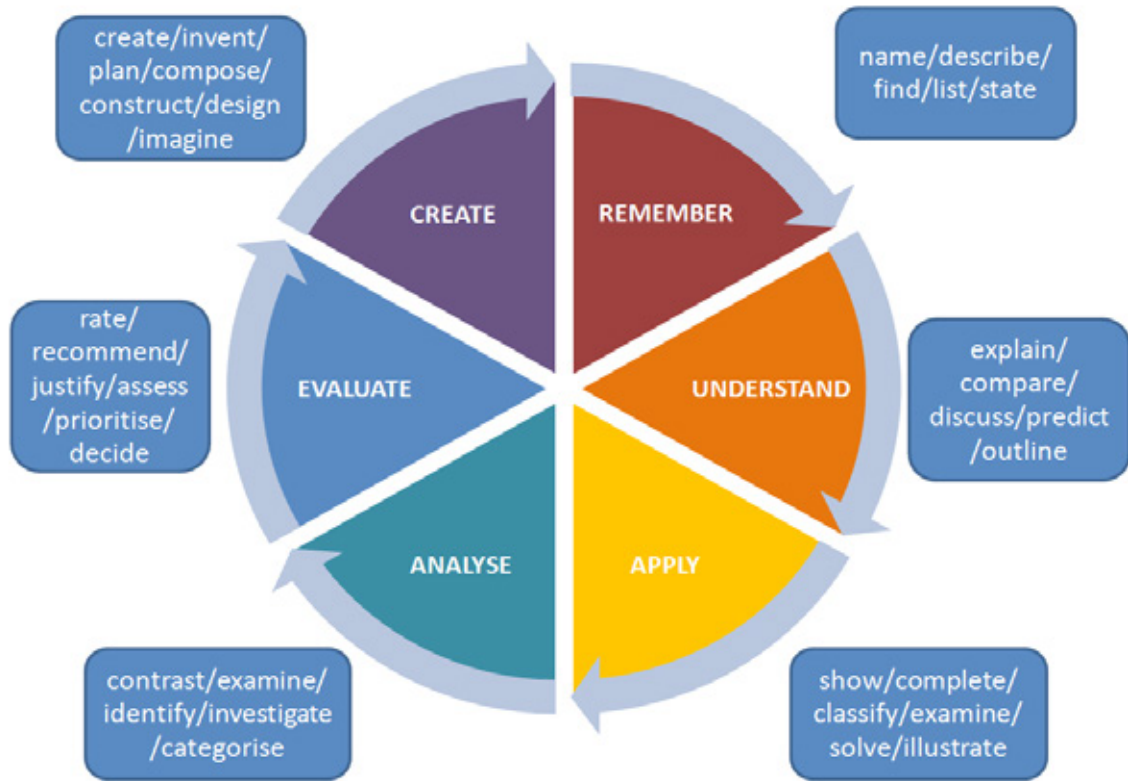 create/invent/
plan/compose/
construct/design
/imagine
name/describe/
find/list/state
CREATE
REMEMBER
rate/
recommend/
justify/assess
/prioritise/
decide
EVALUATE
UNDERSTAND
explain/
compare/
discuss/predict
/outline
ANALYSE
APPLY
contrast/examine/
identify/investigate
/categorise
show/complete/
classify/examine/
solve/illustrate